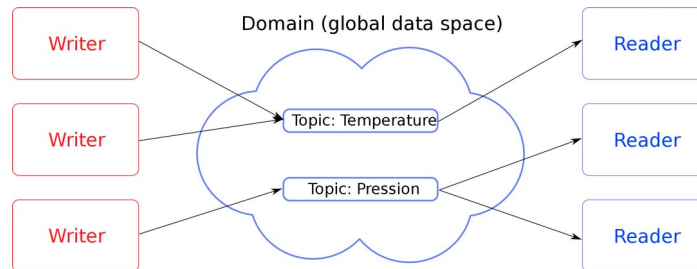 Domain (global data space)
Writer
Reader
Topic: Temperature
Writer
Reader
Topic: Pression
Writer
Reader